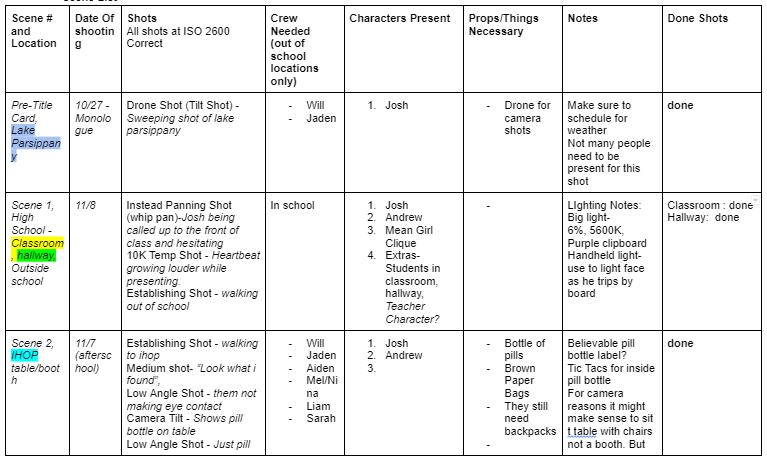 Scene #
and
Location
Date Of
shootin
g
Shots
All shots at ISO 2600
Correct
Crew
Needed
(out of
school
locations
only)
Characters Present
Props/Things
Necessary
Notes
Done Shots
Pre-Title
Card,
Lake
Parsippan
y
10/27 -
Monolo
gue
Drone Shot (Tilt Shot) -
Sweeping shot of lake
parsippany
- Will
- Jaden
1. Josh
- Drone for
camera
shots
Make sure to
schedule for
weather
Not many people
need to be
present for this
shot
done
Scene 1,
High
School -
Classroom
, hallway,
Outside
school
11/8
Instead Panning Shot
(whip pan)-Josh being
called up to the front of
class and hesitating
10K Temp Shot - Heartbeat
growing louder while
presenting.
Establishing Shot - walking
out of school
In school
1. Josh
2. Andrew
3. Mean Girl
Clique
4. Extras-
Students in
classroom,
hallway,
Teacher
Character?
-
LIghting Notes:
Big light-
6%, 5600K,
Purple clipboard
Handheld light-
use to light face
as he trips by
board
Classroom : done
Hallway: done
Scene 2,
IHOP
table/boot
h
11/7
(aftersc
hool)
Establishing Shot - walking
to ihop
Medium shot- "Look what i
found",
Low Angle Shot - them not
making eye contact
Camera Tilt - Shows pill
bottle on table
Low Angle Shot - Just pill
- Will
- Jaden
- Aiden
- Mel/Ni
na
- Liam
- Sarah
1. Josh
2. Andrew
3.
- Bottle of
pills
- Brown
Paper
Bags
- They still
need
backpacks
-
Believable pill
bottle label?
Tic Tacs for inside
pill bottle
For camera
reasons it might
make sense to sit
t table with chairs
not a booth. But
done